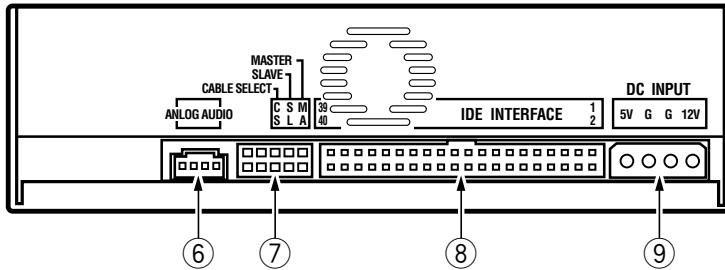 MASTER
SLAVE
CABLE SELECT
DC INPUT
ANLOG AUDIO
C S M
S L A
39
40
IDE INTERFACE
1
2
5V G G 12V
⑥ ⑦ ⑧ ⑨